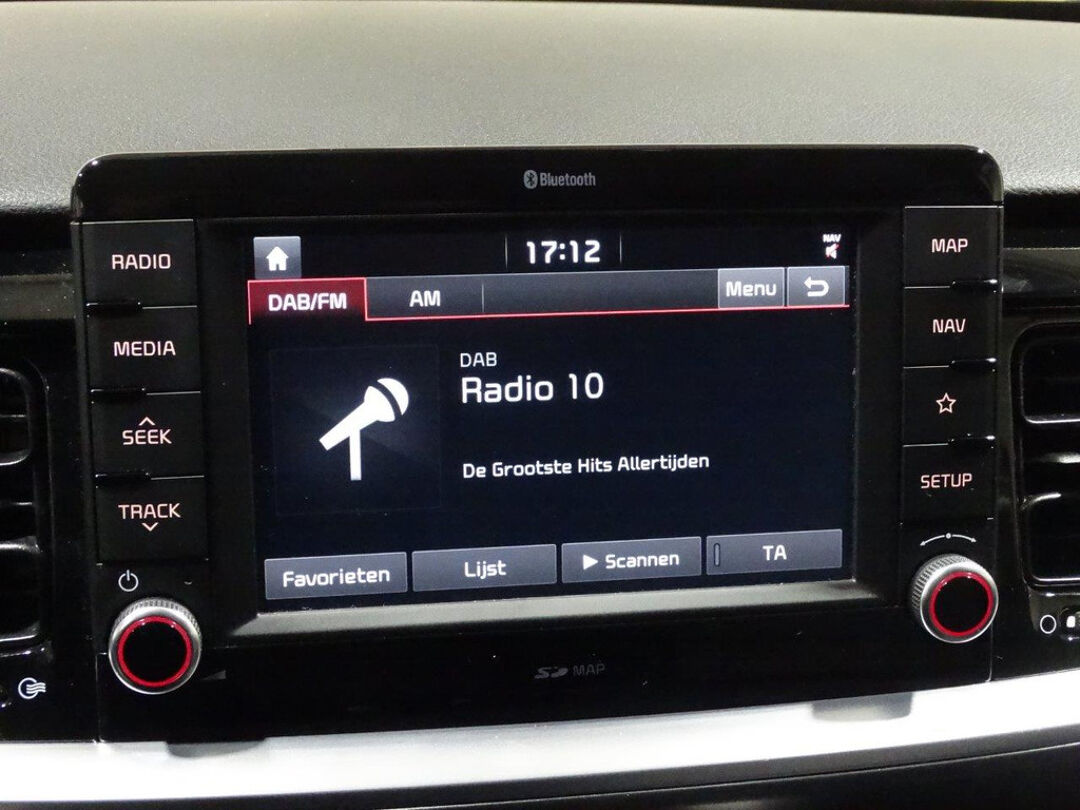 Bluetooth
RADIO
MEDIA
SEEK
TRACK
17:12
NAV
DAB/FM
AM
Menu
DAB
Radio 10
De Grootste Hits Allertijden
Favorieten
Lijst
Scannen
TA
MAP
NAV
SETUP
SD MAP